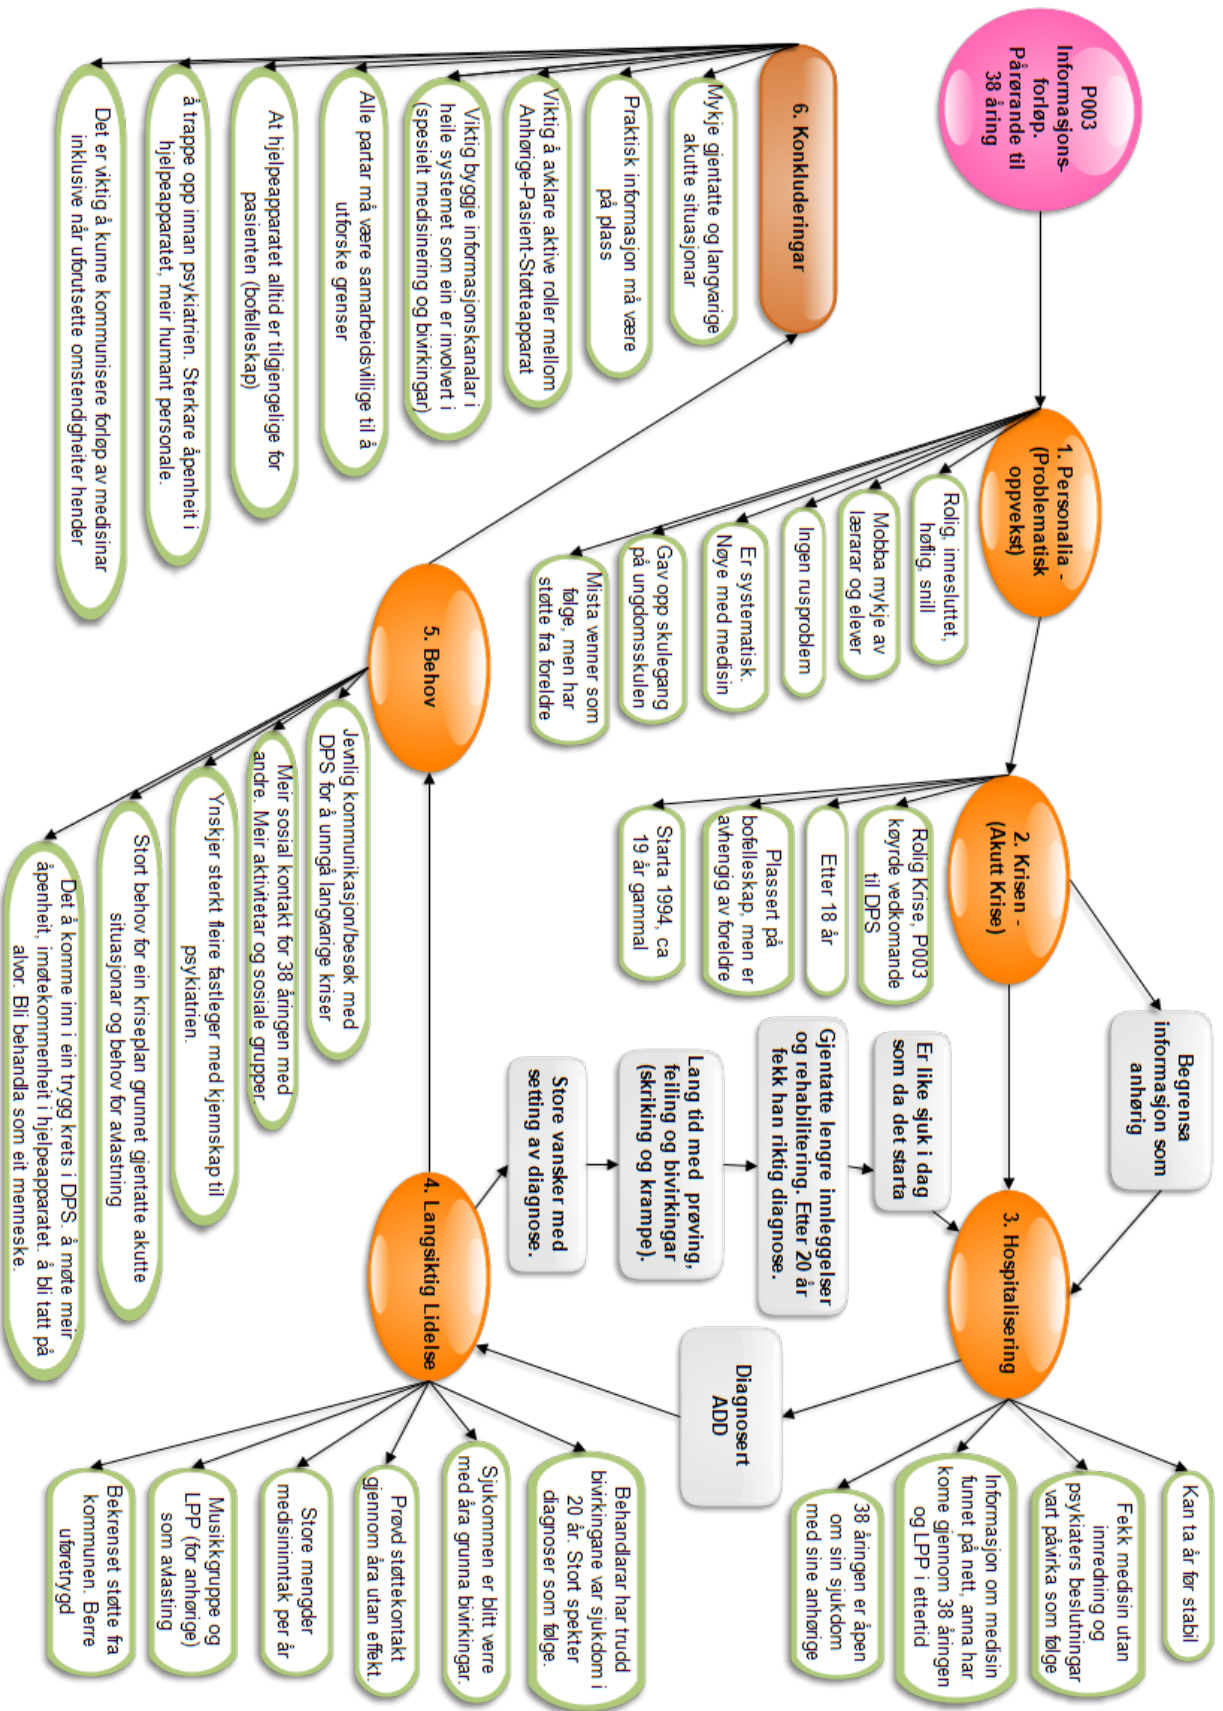 P003
Informasjons-
forløp.
Pårørande til
38 åring
1. Personalia -
(Problematisk
oppvekst)
Rolig, innesluttet,
høflig, snill
Mobba mykje av
lærarar og elever
Ingen rusproblem
Er systematisk.
Nøye med medisin
Gav opp skulegang
på ungdomsskulen
Mista venner som
følge, men har
støtte fra foreldre
2. Krisen -
(Akutt Krise)
Rolig Krise, P003
køyrde vedkomande
til DPS
Etter 18 år
Plassert på
bofelleskap, men er
avhengig av foreldre
Starta 1994, ca
19 år gammal
Begrensa
informasjon som
anhørig
3. Hospitalisering
Kan ta år før stabil
Fekk medisin utan
innredning og
psykiaters beslutningar
vart påvirka som følge
Informasjon om medisin
funnet på nett, anna har
kome gjennom 38 åringen
og LPP i ettertid
38 åringen er åpen
om sin sjukdom
med sine anhørige
Diagnosert
ADD
4. Langsiktig Lidelse
Behandlarar har trudd
bivirkingane var sjukdom i
20 år. Stort spekter
diagnoser som følge.
Sjukommen er blitt verre
med åra grunna bivirkingar.
Prøvd støttekontakt
gjennom åra utan effekt.
Store mengder
medisininntak per år
Musikkgruppe og
LPP (for anhørige)
som avlasting
Bekrenset støtte fra
kommunen. Berre
uføretrygd
Store vansker med
setting av diagnose.
Lang tid med prøving,
feiling og bivirkingar
(skriking og krampe).
Gjentatte lengre innleggelser
og rehabilitering. Etter 20 år
fekk han riktig diagnose.
Er like sjuk i dag
som da det starta
5. Behov
Jevnlig kommunikasjon/besøk med
DPS for å unngå langvarige kriser
Meir sosial kontakt for 38 åringen med
andre. Meir aktivitetar og sosiale grupper.
Ynskjer sterkt fleire fastleger med kjennskap til
psykiatrien.
Stort behov for ein kriseplan grunnet gjentatte akutte
situasjonar og behov for avlastning
Det å komme inn i ein trygg krets i DPS. å møte meir
åpenheit, imøtekommenheit i hjelpeapparatet. å bli tatt på
alvor. Bli behandla som eit menneske.
6. Konkluderingar
Mykje gjentatte og langvarige
akutte situasjonar
Praktisk informasjon må være
på plass
Viktig å avklare aktive roller mellom
Anhørige-Pasient-Støtteapparat
Viktig byggje informasjonskanalar i
heile systemet som ein er involvert i
(spesielt medisinering og bivirkingar)
Alle partar må være samarbeidsvillige til å
utforske grenser
At hjelpeapparatet alltid er tilgjengelige for
pasienten (bofelleskap)
å trappe opp innan psykiatrien. Sterkare åpenheit i
hjelpeapparatet, meir humant personale.
Det er viktig å kunne kommunisere forløp av medisinar
inklusive når uforutsette omstendigheiter hender